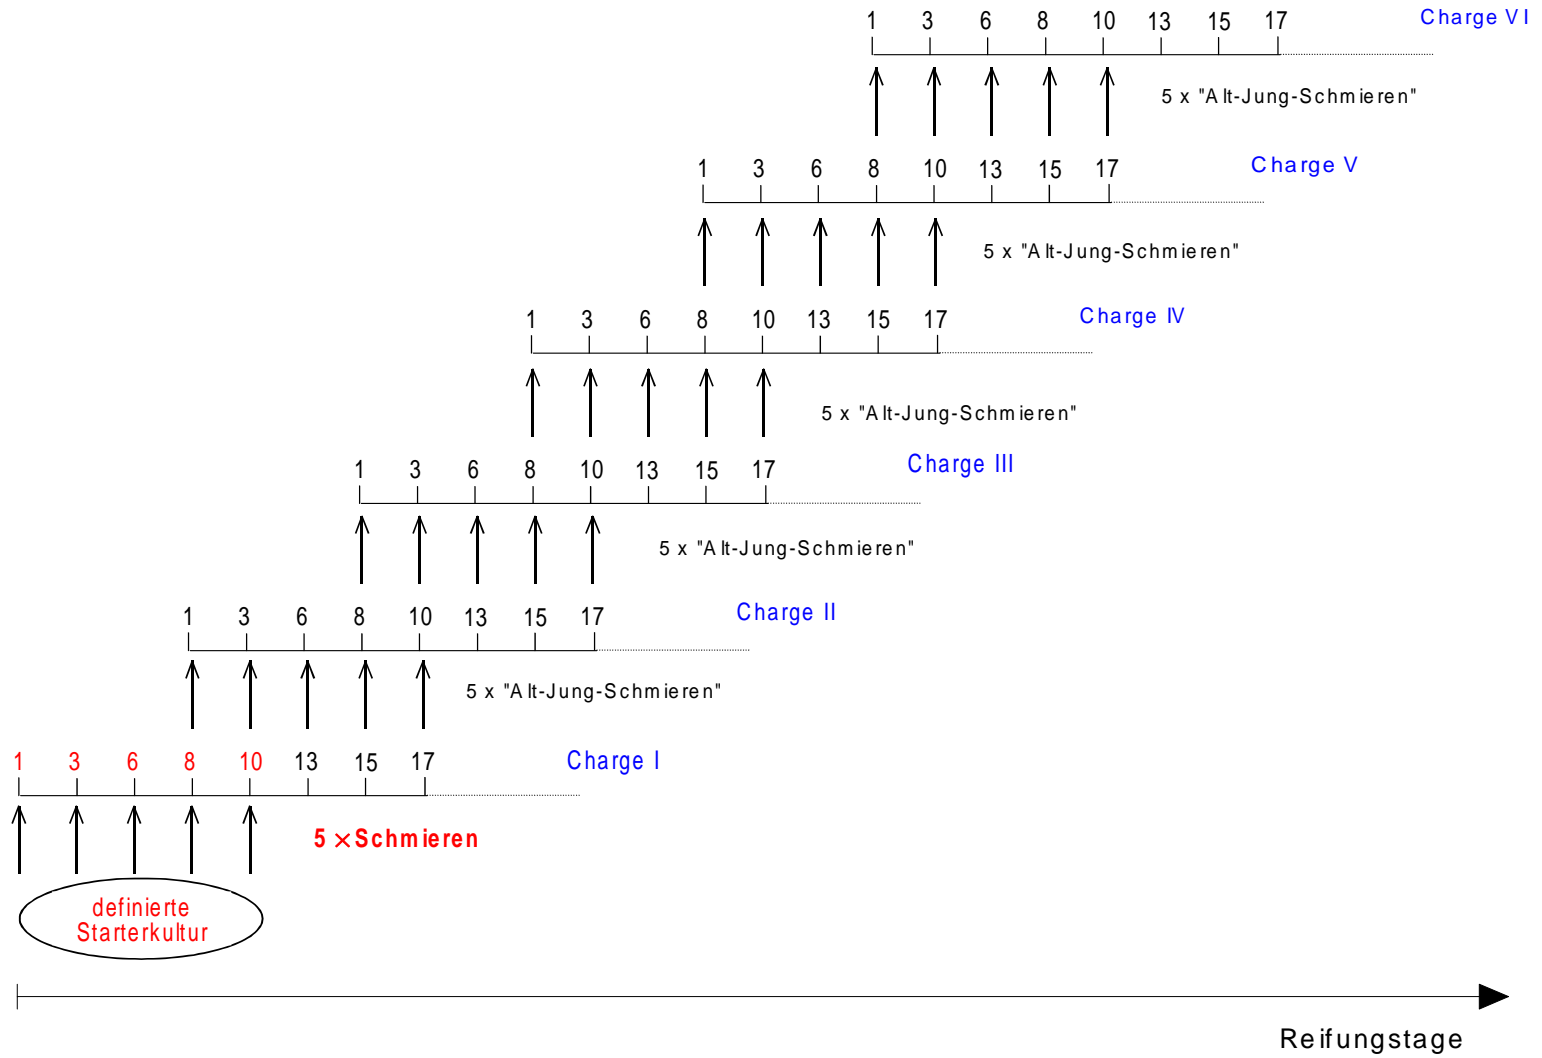 1 3 6 8 10 13 15 17 Charge VI
5 x "Alt-Jung-Schmieren"
1 3 6 8 10 13 15 17 Charge V
5 x "Alt-Jung-Schmieren"
1 3 6 8 10 13 15 17 Charge IV
5 x "Alt-Jung-Schmieren"
1 3 6 8 10 13 15 17 Charge III
5 x "Alt-Jung-Schmieren"
1 3 6 8 10 13 15 17 Charge II
5 x "Alt-Jung-Schmieren"
1 3 6 8 10 13 15 17 Charge I
5 × Schmieren
definierte
Starterkultur
Reifungstage